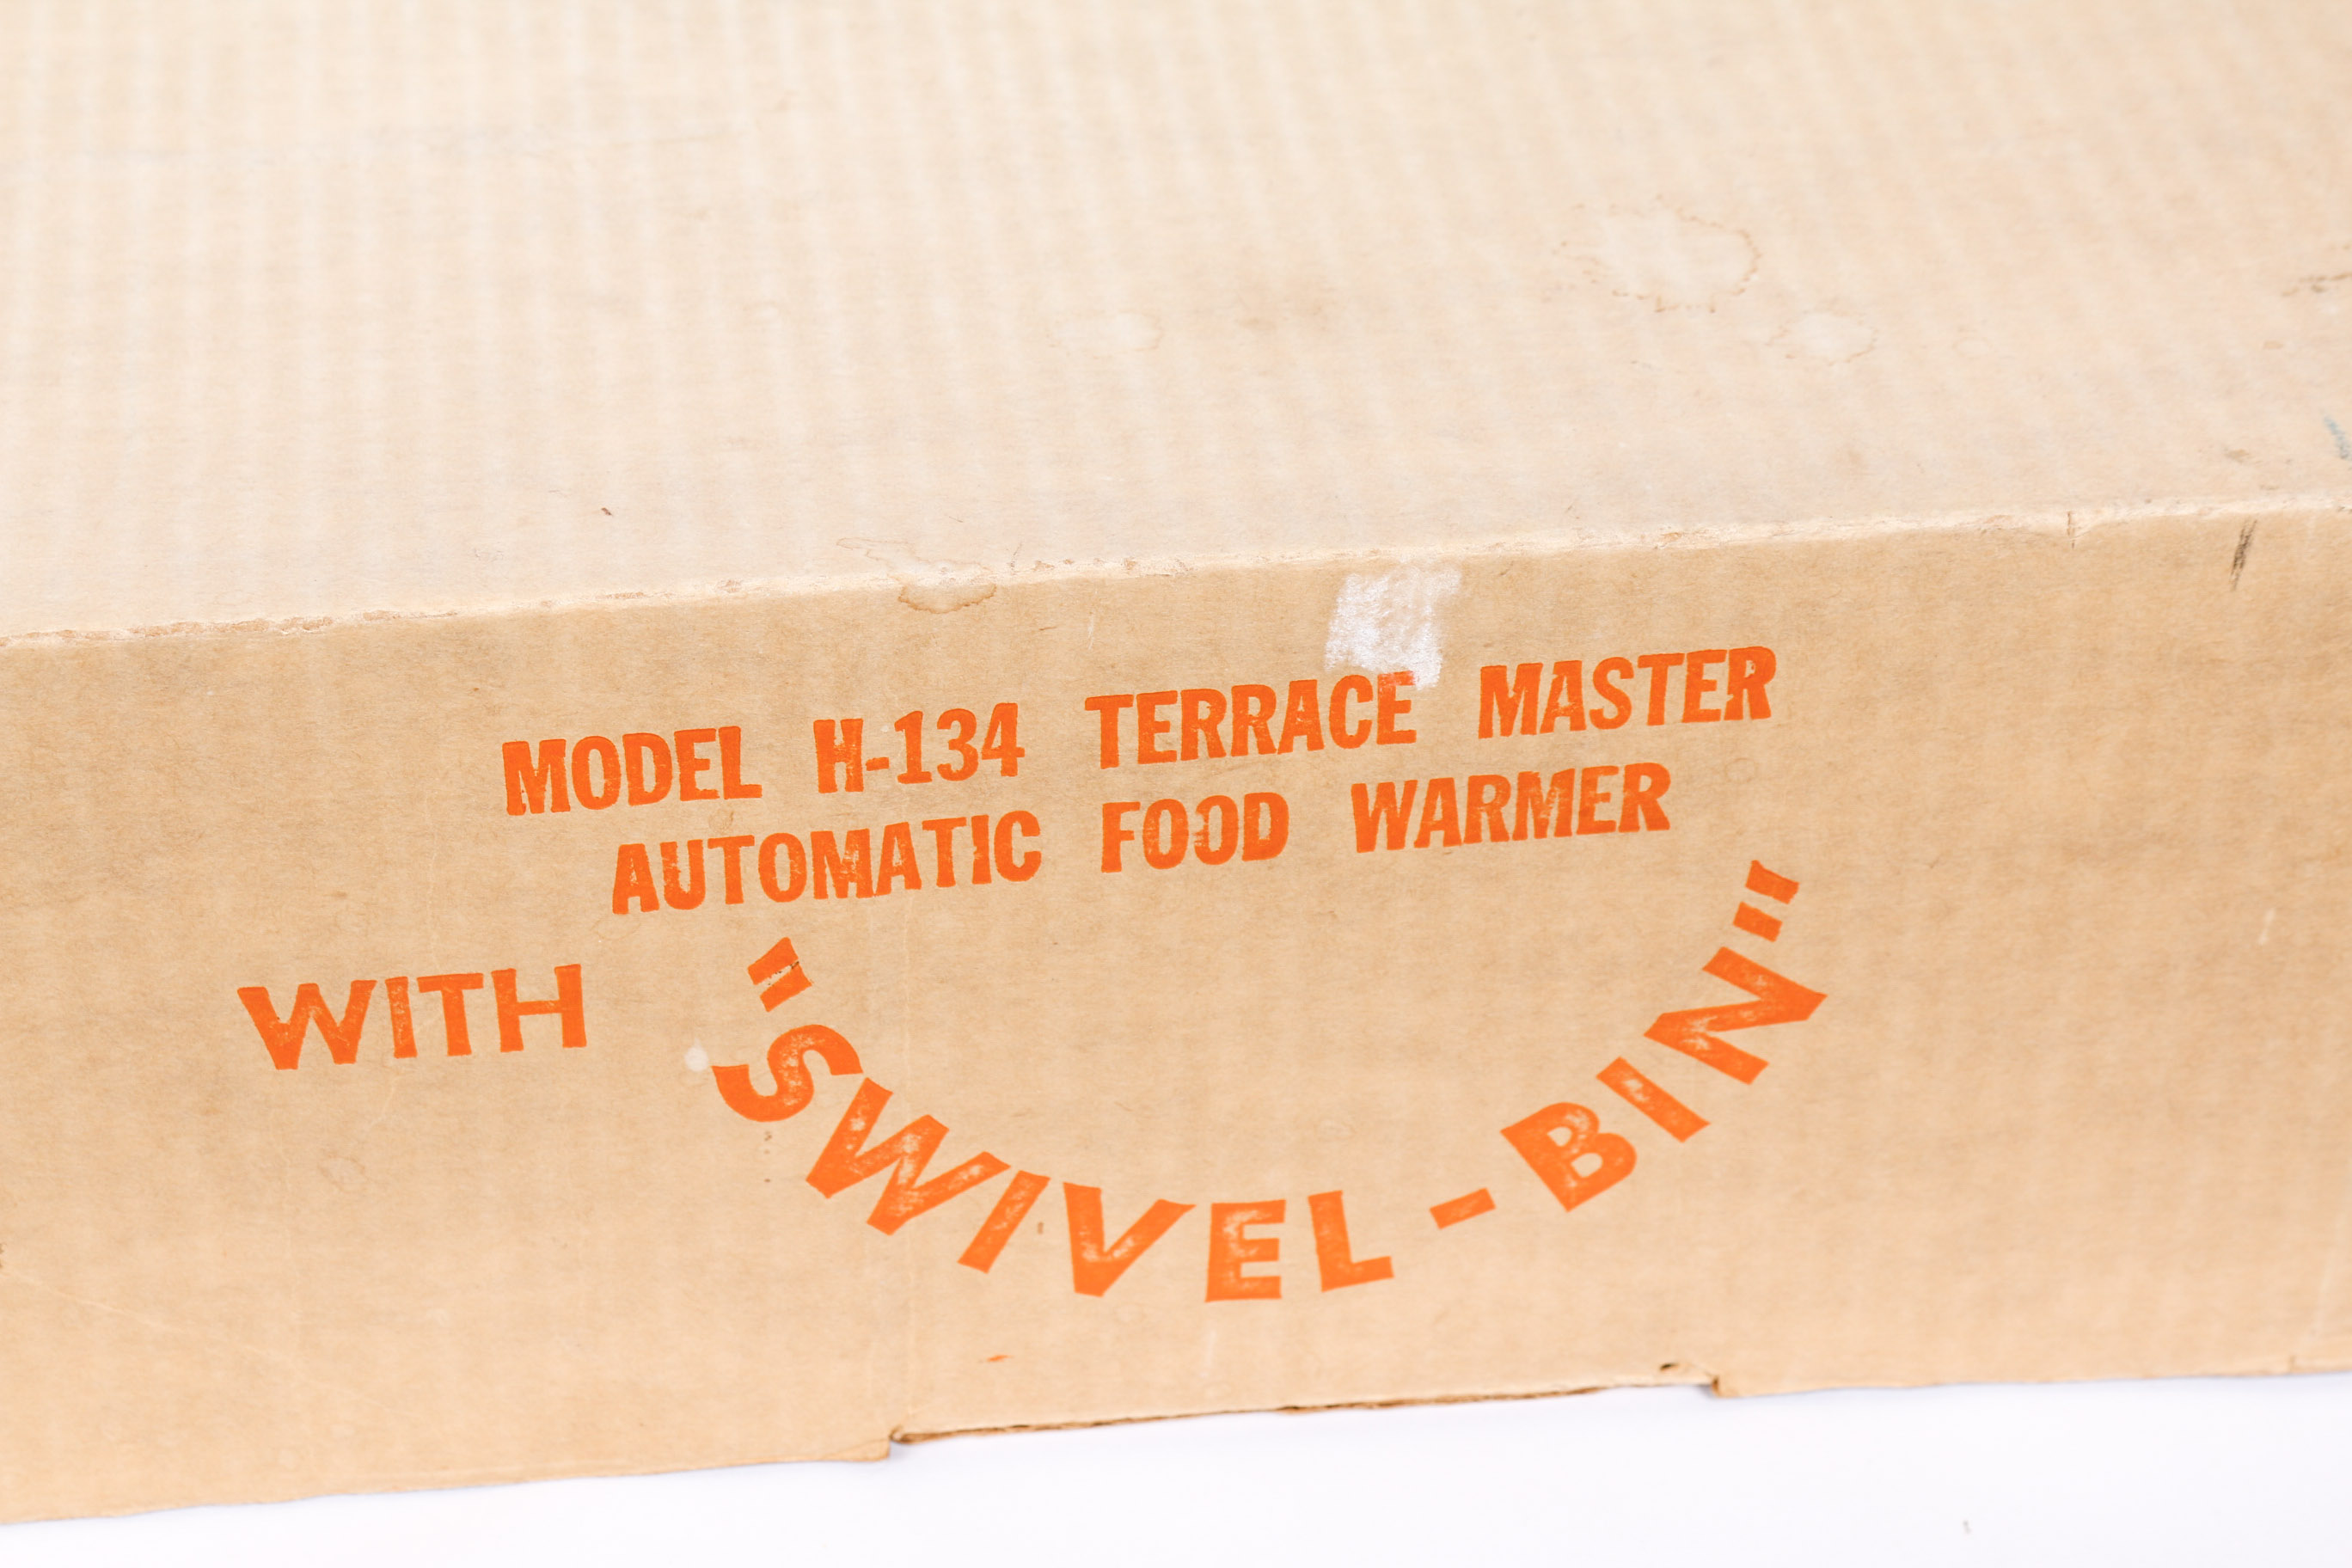 MODEL H-134 TERRACE MASTER
AUTOMATIC FOOD WARMER
WITH "SWIVEL-BIN"